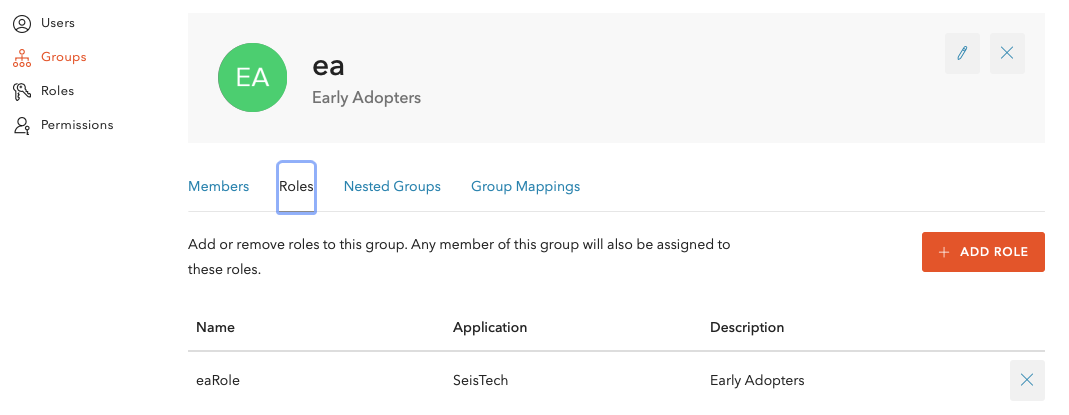 Users
Groups
Roles
Permissions
EA
ea
Early Adopters
Members Roles Nested Groups Group Mappings
Add or remove roles to this group. Any member of this group will also be assigned to
these roles.
ADD ROLE
Name Application Description
eaRole SeisTech Early Adopters